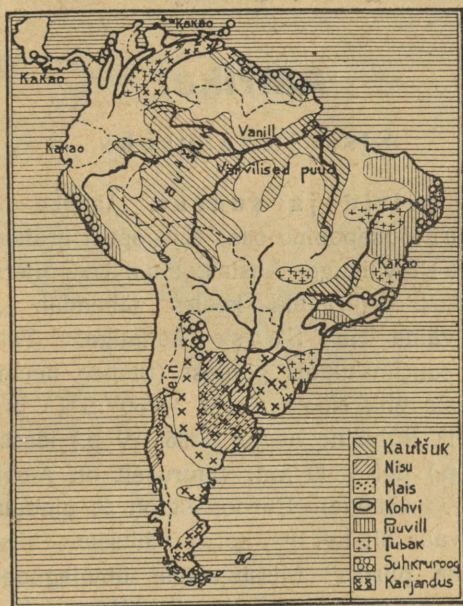 Kakao
Kakao
Kakao
Vanill
Värvilised puud
Kautšuk
Kakao
Vein
Kautšuk
Nisu
Mais
Kohvi
Puuvill
Tubak
Suhkruroog
Karjandus